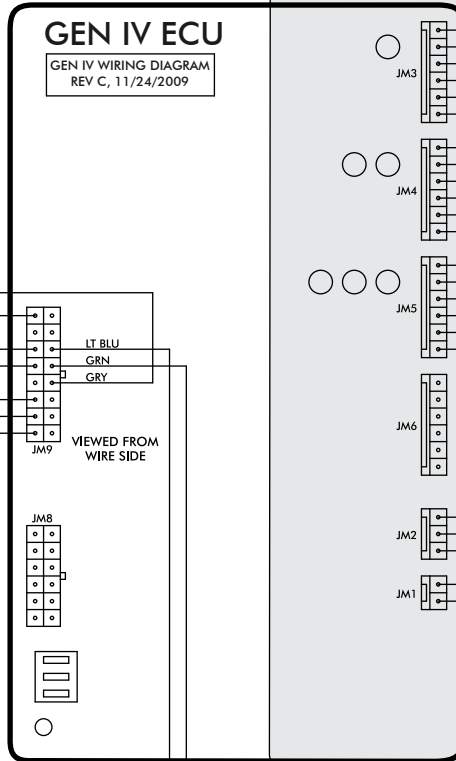 GEN IV ECU
GEN IV WIRING DIAGRAM
REV C, 11/24/2009
JM3
JM4
JM5
LT BLU
GRN
GRY
JM9
VIEWED FROM
WIRE SIDE
JM6
JM8
JM2
JM1